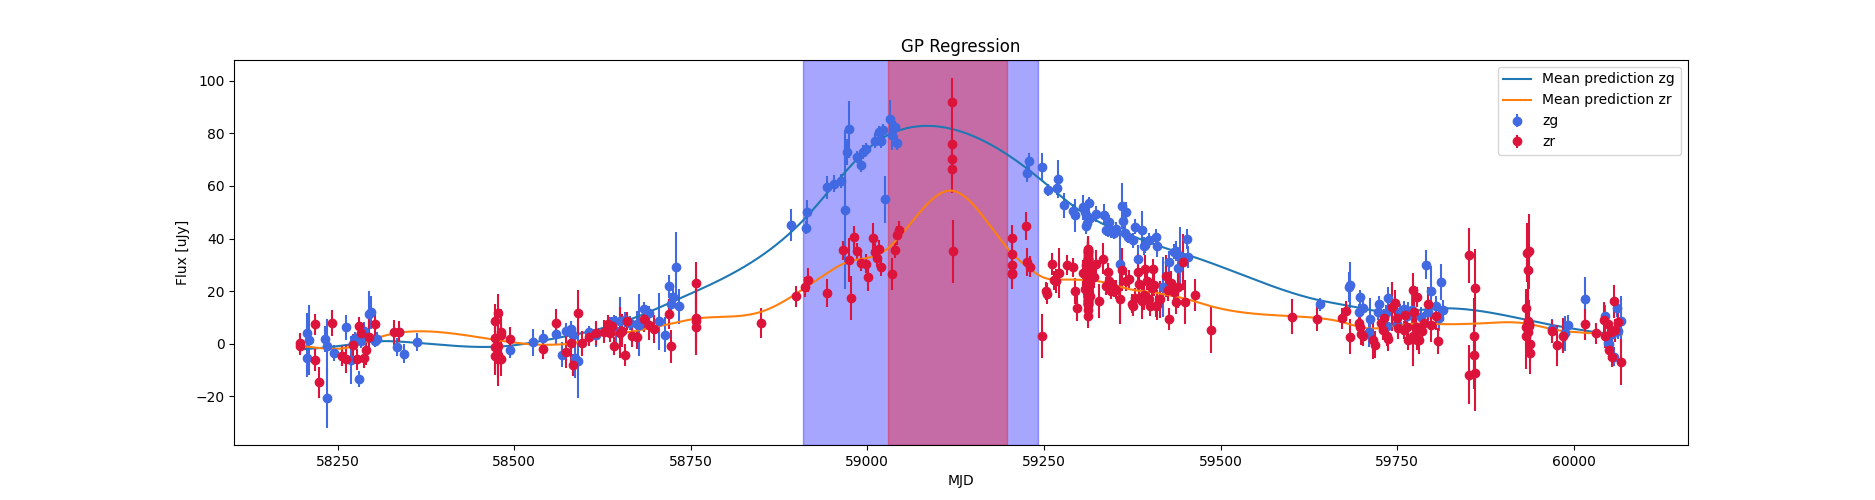 GP Regression
Flux [uJy]
100
80
60
40
20
0
−20
Mean prediction zg
Mean prediction zr
zg
zr
58250 58500 58750 59000 59250 59500 59750 60000
MJD